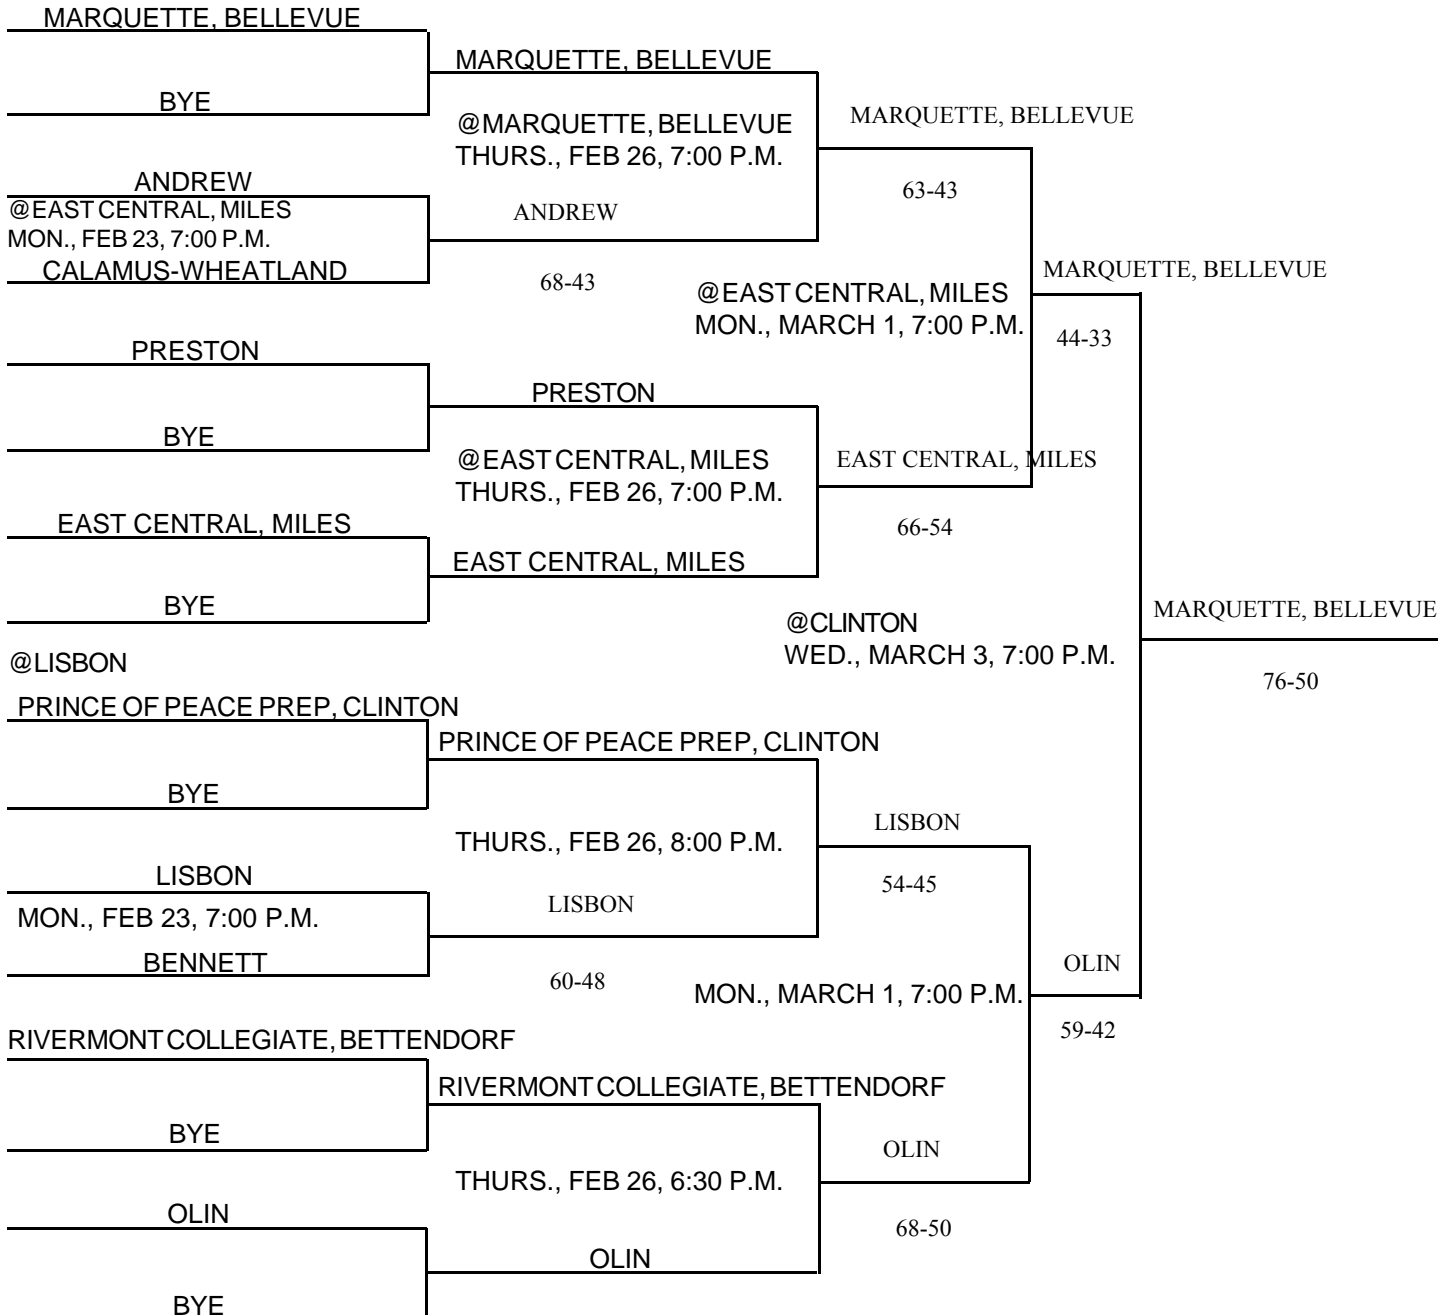 MARQUETTE, BELLEVUE
MARQUETTE, BELLEVUE
BYE
@MARQUETTE, BELLEVUE
THURS., FEB 26, 7:00 P.M.
MARQUETTE, BELLEVUE
63-43
ANDREW
@EAST CENTRAL, MILES
MON., FEB 23, 7:00 P.M.
CALAMUS-WHEATLAND
ANDREW
68-43
@EAST CENTRAL, MILES
MON., MARCH 1, 7:00 P.M.
MARQUETTE, BELLEVUE
44-33
PRESTON
PRESTON
BYE
@EAST CENTRAL, MILES
THURS., FEB 26, 7:00 P.M.
EAST CENTRAL, MILES
66-54
EAST CENTRAL, MILES
EAST CENTRAL, MILES
BYE
@CLINTON
WED., MARCH 3, 7:00 P.M.
MARQUETTE, BELLEVUE
76-50
@LISBON
PRINCE OF PEACE PREP, CLINTON
PRINCE OF PEACE PREP, CLINTON
BYE
THURS., FEB 26, 8:00 P.M.
LISBON
54-45
LISBON
MON., FEB 23, 7:00 P.M.
BENNETT
LISBON
60-48
MON., MARCH 1, 7:00 P.M.
OLIN
59-42
RIVERMONT COLLEGIATE, BETTENDORF
RIVERMONT COLLEGIATE, BETTENDORF
BYE
THURS., FEB 26, 6:30 P.M.
OLIN
68-50
OLIN
OLIN
BYE